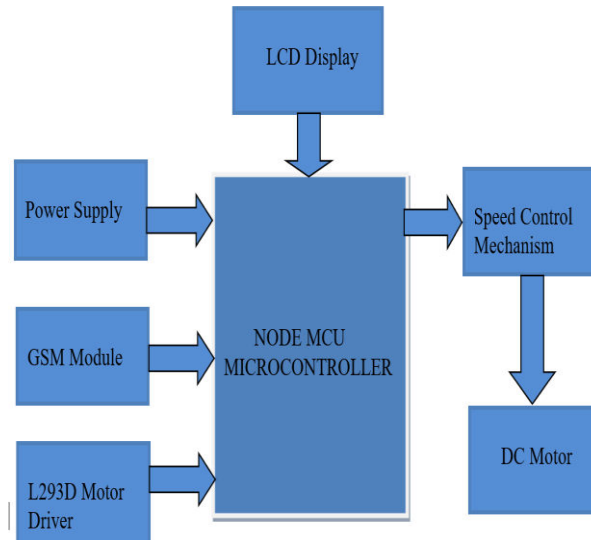 LCD Display
Power Supply
Speed Control
Mechanism
GSM Module
NODE MCU
MICROCONTROLLER
L293D Motor
Driver
DC Motor